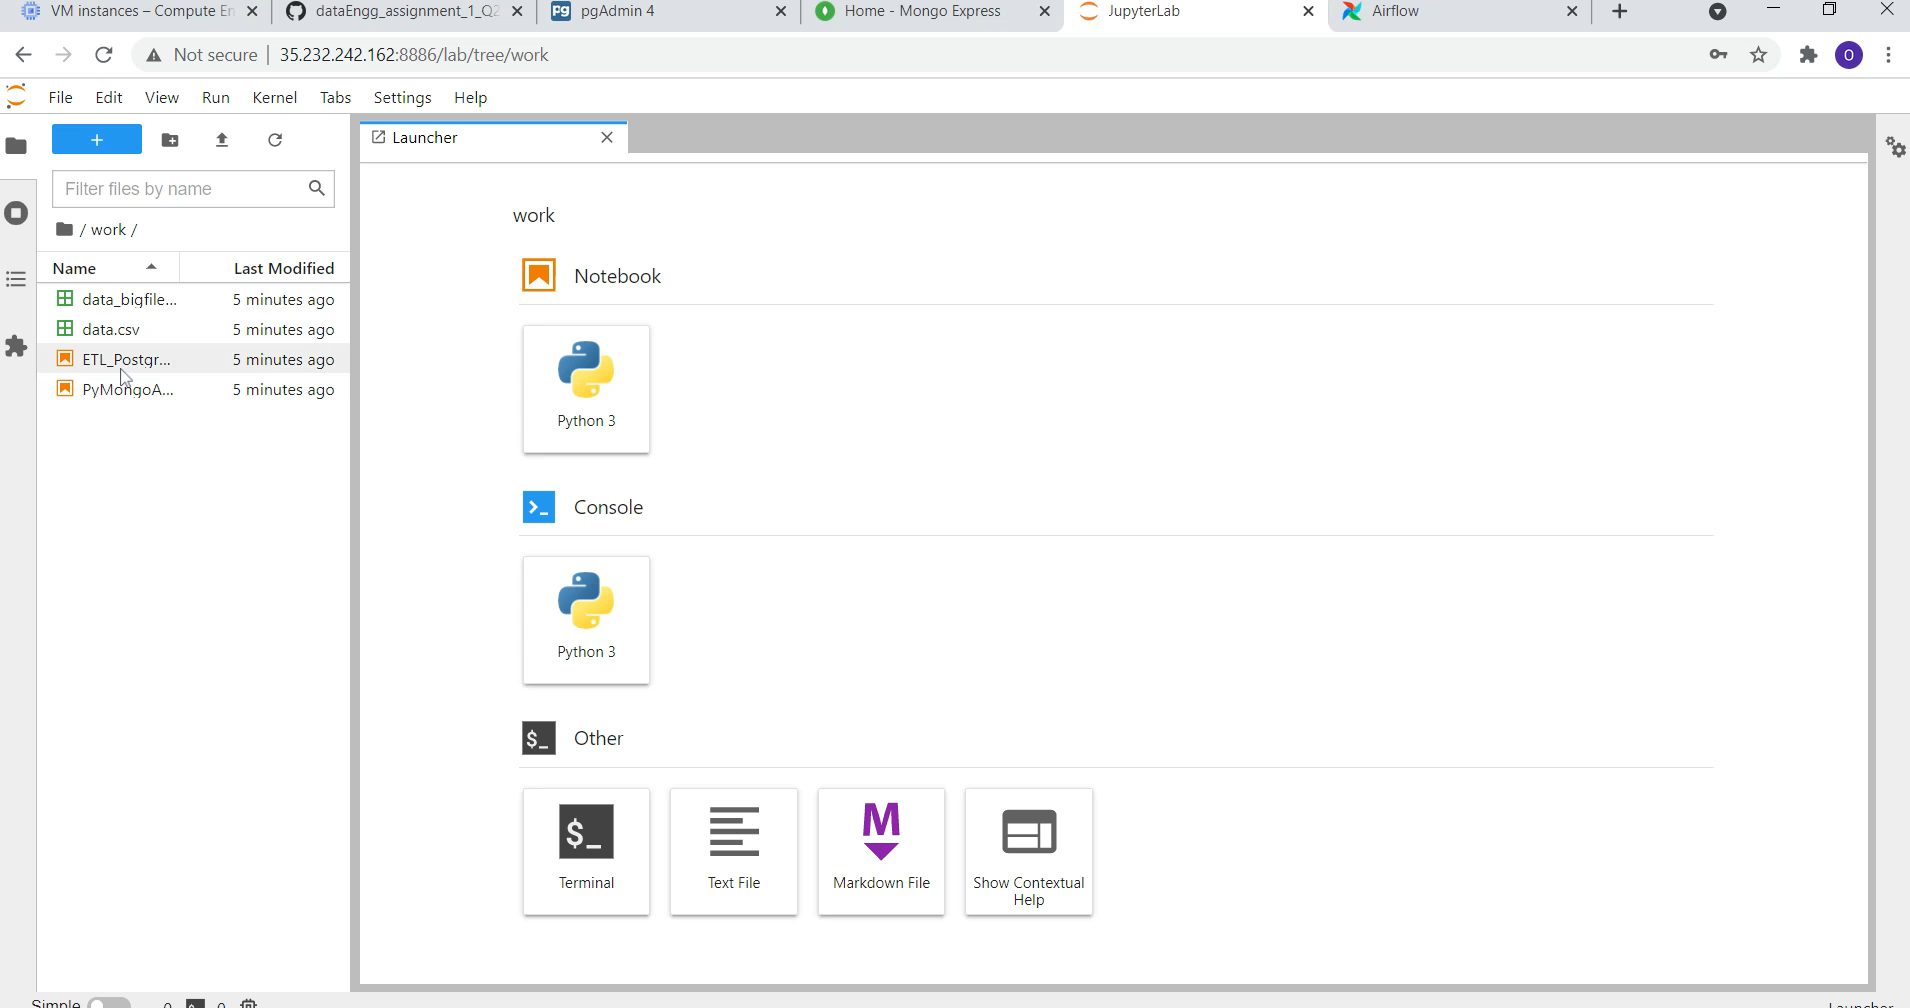 VM instances – Compute En
dataEngg_assignment_1_Q2
pg pgAdmin 4
Home - Mongo Express
JupyterLab
Airflow
Not secure | 35.232.242.162:8886/lab/tree/work
O
File Edit View Run Kernel Tabs Settings Help
+
Launcher
Filter files by name
/ work /
work
Name Last Modified
Notebook
data_bigfile... 5 minutes ago
data.csv 5 minutes ago
ETL_Postgr... 5 minutes ago
PyMongoA... 5 minutes ago
Python 3
Console
Python 3
$_ Other
$_
M
Terminal
Text File
Markdown File
Show Contextual
Help
Simple 0 $_ 0
Launcher